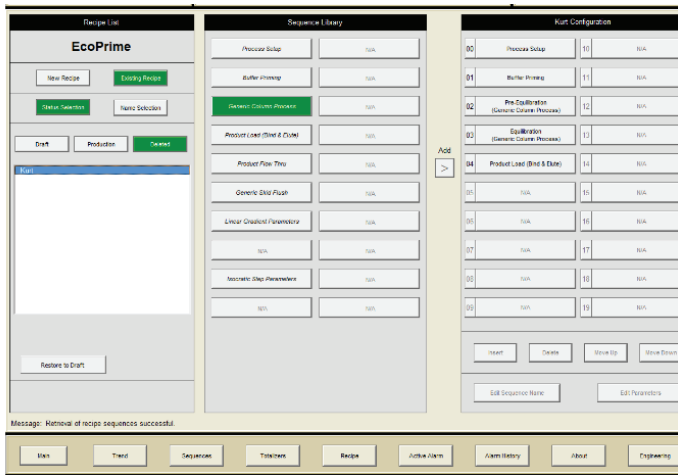 Recipe List
EcoPrime
New Recipe
Existing Recipe
Status Selection
Name Selection
Draft
Production
Deleted
Kurt
Restore to Draft
Sequence Library
Process Setup
N/A
Buffer Priming
N/A
Generic Column Process
N/A
Product Load (Bind & Elute)
N/A
Product Flow Thru
N/A
Generic Skid Flush
N/A
Linear Gradient Parameters
N/A
N/A
N/A
Isocratic Step Parameters
N/A
N/A
N/A
Add
>
Kurt Configuration
00 Process Setup 10 N/A
01 Buffer Priming 11 N/A
02 Pre-Equilibration
(Generic Column Process) 12 N/A
03 Equilibration
(Generic Column Process) 13 N/A
04 Product Load (Bind & Elute) 14 N/A
05 N/A 15 N/A
06 N/A 16 N/A
07 N/A 17 N/A
08 N/A 18 N/A
09 N/A 19 N/A
Insert
Delete
Move Up
Move Down
Edit Sequence Name
Edit Parameters
Message: Retrieval of recipe sequences successful.
Main
Trend
Sequences
Totalizers
Recipe
Active Alarm
Alarm History
About
Engineering